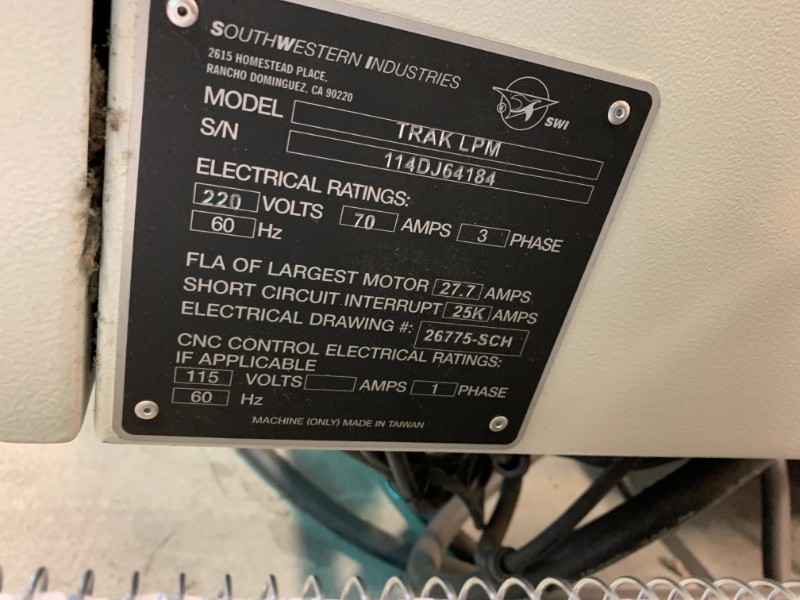 SOUTHWESTERN INDUSTRIES
2615 HOMESTEAD PLACE,
RANCHO DOMINGUEZ, CA 90220
SWI
MODEL TRAK LPM
S/N 114DJ64184
ELECTRICAL RATINGS:
220 VOLTS 70 AMPS 3 PHASE
60 Hz
FLA OF LARGEST MOTOR 27.7 AMPS
SHORT CIRCUIT INTERRUPT 25K AMPS
ELECTRICAL DRAWING #: 26775-SCH
CNC CONTROL ELECTRICAL RATINGS:
IF APPLICABLE
115 VOLTS AMPS 1 PHASE
60 Hz
MACHINE (ONLY) MADE IN TAIWAN